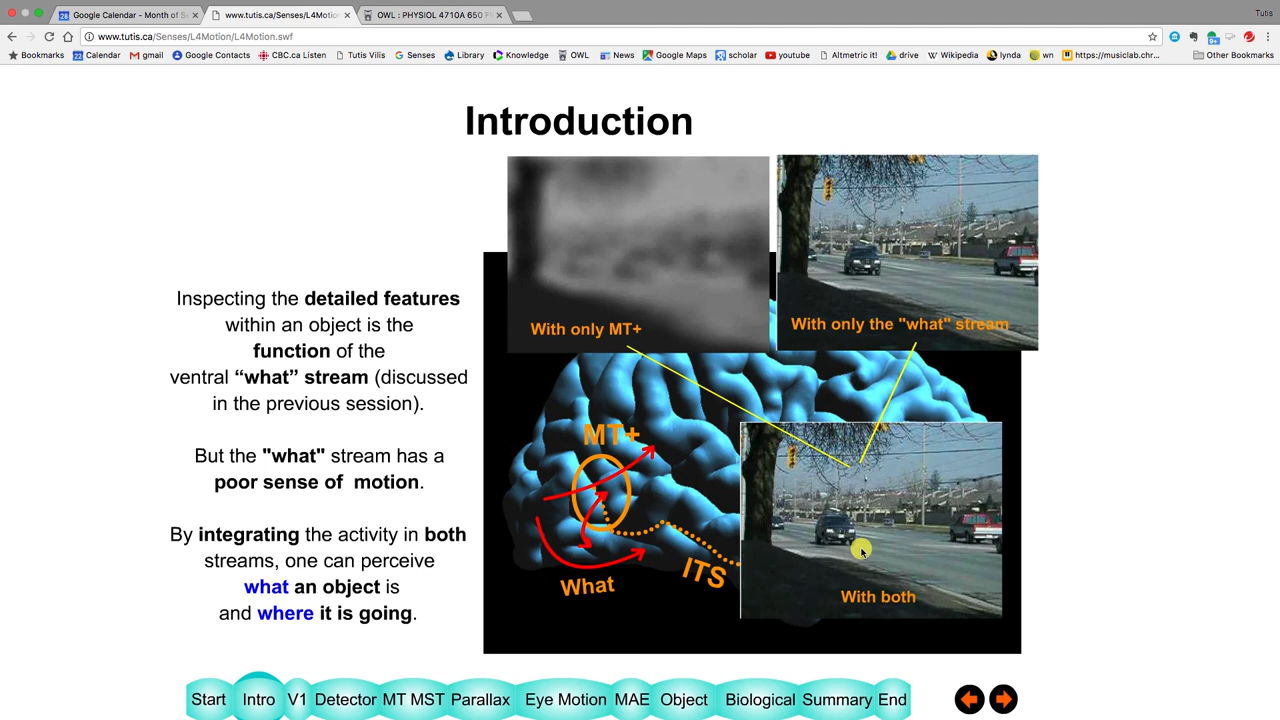 Google Calendar - Month of S
www.tutis.ca/Senses/L4Motio
OWL : PHYSIOL 4710A 650 F
Tutis
www.tutis.ca/Senses/L4Motion/L4Motion.swf
Bookmarks 22 Calendar gmail Google Contacts CBC.ca Listen Tutis Vilis Senses Library Knowledge OWL News Google Maps scholar youtube Altmetric it! drive Wikipedia lynda wn https://musiclab.chr... Other Bookmarks
Introduction
With only MT+
With only the "what" stream
Inspecting the detailed features
within an object is the
function of the
ventral “what” stream (discussed
in the previous session).
But the "what" stream has a
poor sense of motion.
By integrating the activity in both
streams, one can perceive
what an object is
and where it is going.
MT+
What
ITS
With both
Start Intro V1 Detector MT MST Parallax Eye Motion MAE Object Biological Summary End